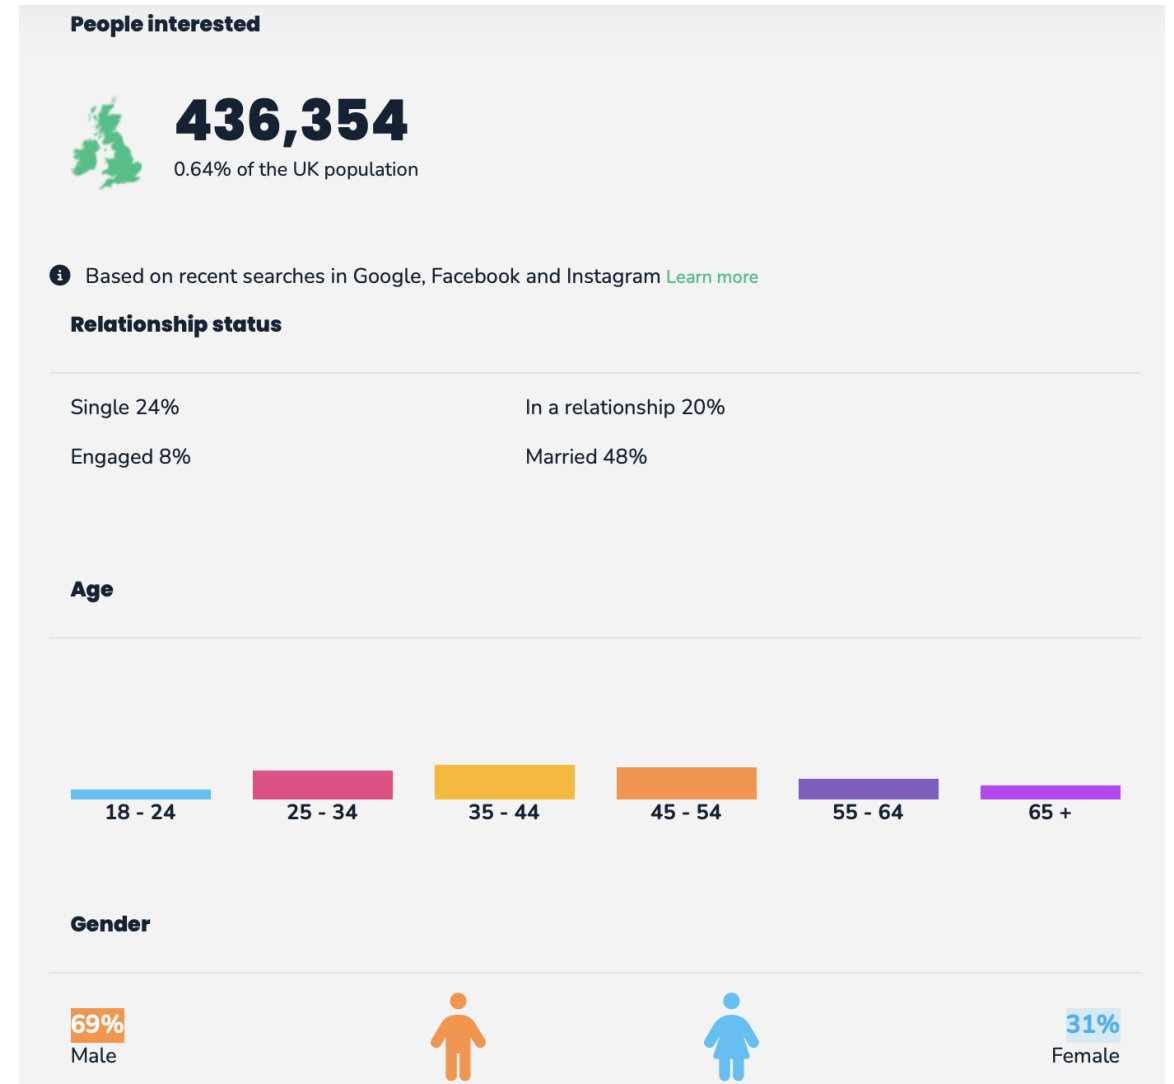 People interested
436,354
0.64% of the UK population
Based on recent searches in Google, Facebook and Instagram Learn more
Relationship status
Single 24%
In a relationship 20%
Engaged 8%
Married 48%
Age
18 - 24
25 - 34
35 - 44
45 - 54
55 - 64
65 +
Gender
69%
Male
31%
Female